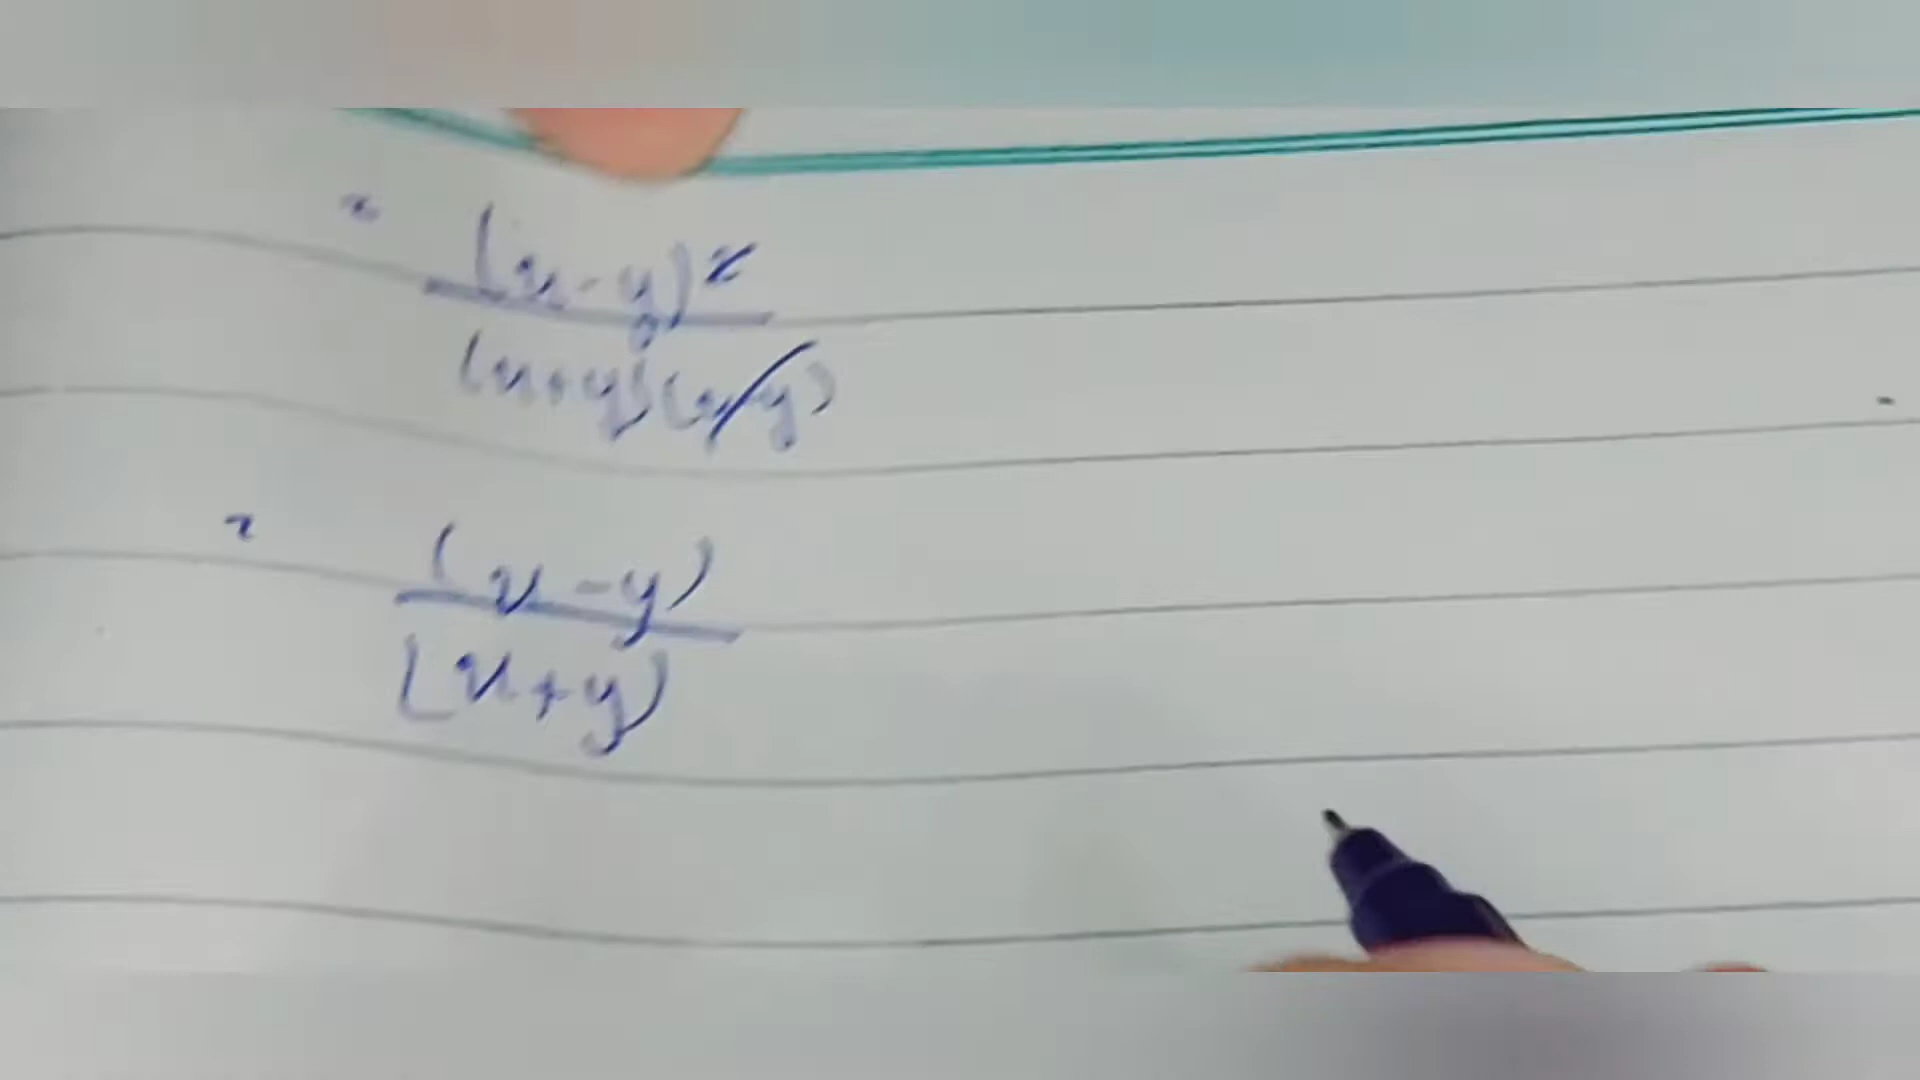 = (x-y)²
(x+y)(x-y)
= (x-y)
(x+y)